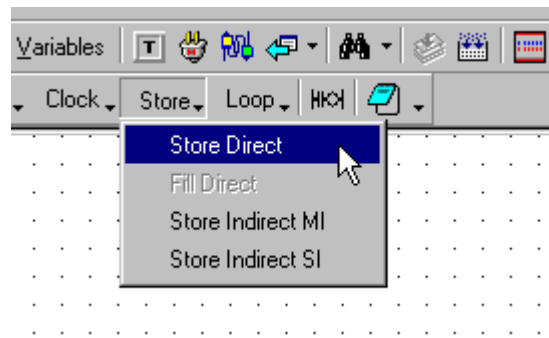 Variables T
Clock Store Loop
Store Direct
Fill Direct
Store Indirect MI
Store Indirect SI